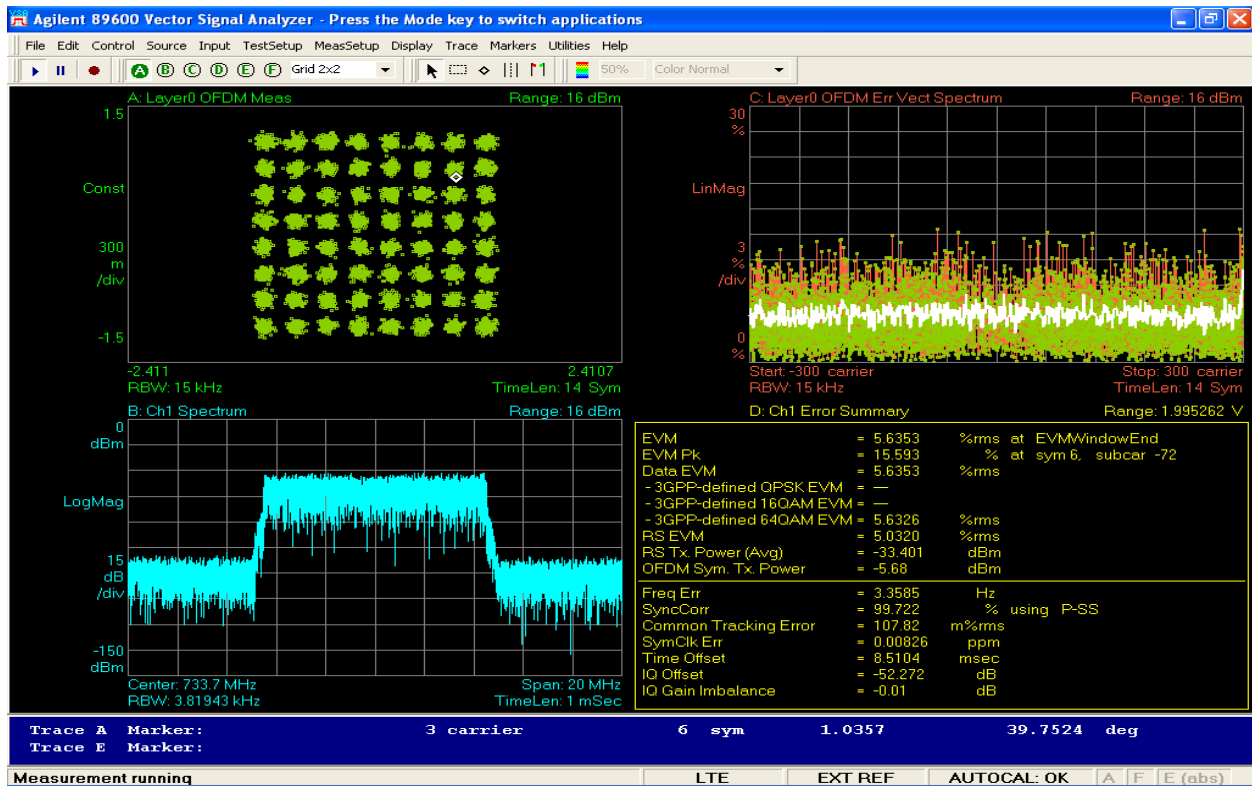 Agilent 89600 Vector Signal Analyzer - Press the Mode key to switch applications
File Edit Control Source Input TestSetup MeasSetup Display Trace Markers Utilities Help
A B C D E F Grid 2x2 50% Color Normal
A: Layer0 OFDM Meas Range: 16 dBm
1.5
Const
300
m
/div
-1.5
-2.411 2.4107
RBW: 15 kHz TimeLen: 14 Sym
C: Layer0 OFDM Err Vect Spectrum Range: 16 dBm
30
%
LinMag
3
%
/div
0
%
Start: -300 carrier Stop: 300 carrier
RBW: 15 kHz TimeLen: 14 Sym
B: Ch1 Spectrum Range: 16 dBm
0
dBm
LogMag
15
dB
/div
-150
dBm
Center: 733.7 MHz Span: 20 MHz
RBW: 3.81943 kHz TimeLen: 1 mSec
D: Ch1 Error Summary Range: 1.995262 V
EVM = 5.6353 %rms at EVMWindowEnd
EVM Pk = 15.593 % at sym 6, subcar -72
Data EVM = 5.6353 %rms
- 3GPP-defined QPSK EVM = —
- 3GPP-defined 16QAM EVM = —
- 3GPP-defined 64QAM EVM = 5.6326 %rms
RS EVM = 5.0320 %rms
RS Tx. Power (Avg) = -33.401 dBm
OFDM Sym. Tx. Power = -5.68 dBm
Freq Err = 3.3585 Hz
SyncCorr = 99.722 % using P-SS
Common Tracking Error = 107.82 m%rms
SymClk Err = 0.00826 ppm
Time Offset = 8.5104 msec
IQ Offset = -52.272 dB
IQ Gain Imbalance = -0.01 dB
Trace A Marker: 3 carrier 6 sym 1.0357 39.7524 deg
Trace E Marker:
Measurement running LTE EXT REF AUTOCAL: OK A F E (abs)